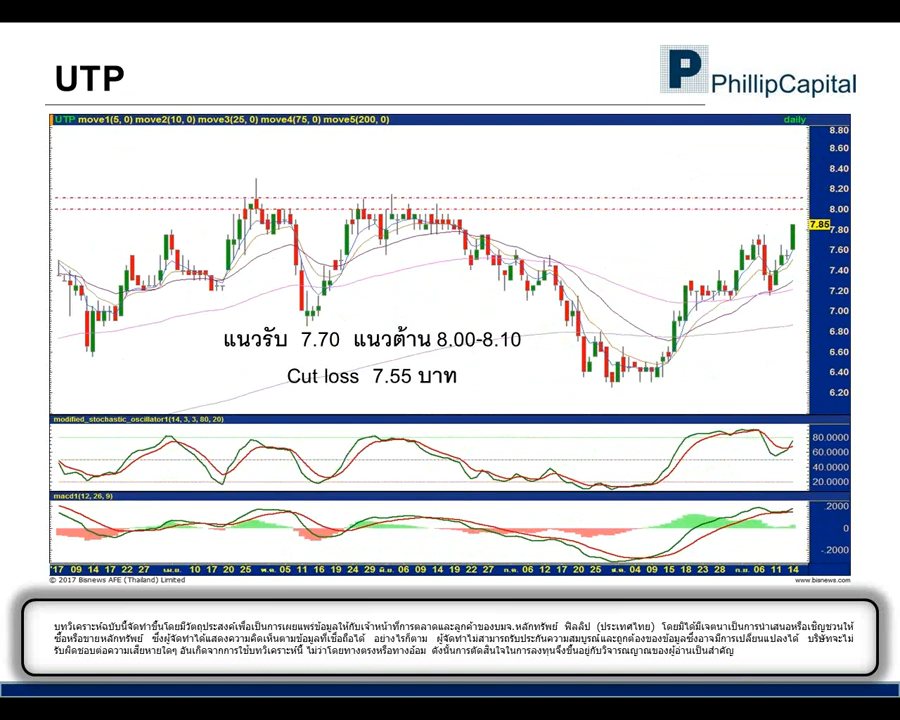 UTP
PhillipCapital
UTP move1(5, 0) move2(10, 0) move3(25, 0) move4(75, 0) move5(200, 0) daily
8.80
8.60
8.40
8.20
8.00
7.85
7.80
7.60
7.40
7.20
7.00
6.80
6.60
6.40
6.20
แนวรับ 7.70 แนวต้าน 8.00-8.10
Cut loss 7.55 บาท
modified_stochastic_oscillator1(14, 3, 3, 80, 20)
80.0000
60.0000
40.0000
20.0000
macd1(12, 26, 9)
.2000
0
-.2000
'17 09 14 17 22 27 เม.ย. 10 17 20 25 พ.ค. 05 11 16 19 24 29 มิ.ย. 06 09 14 19 22 27 ก.ค. 06 12 17 20 25 ส.ค. 04 09 15 18 23 28 ก.ย. 06 11 14
© 2017 Bisnews AFE (Thailand) Limited www.bisnews.com
บทวิเคราะห์ฉบับนี้จัดทำขึ้นโดยมีวัตถุประสงค์เพื่อเป็นการเผยแพร่ข้อมูลให้กับเจ้าหน้าที่การตลาดและลูกค้าของบมจ.หลักทรัพย์ ฟิลลิป (ประเทศไทย) โดยมิได้มีเจตนาเป็นการนำเสนอหรือเชิญชวนให้
ซื้อหรือขายหลักทรัพย์ ซึ่งผู้จัดทำได้แสดงความคิดเห็นตามข้อมูลที่เชื่อถือได้ อย่างไรก็ตาม ผู้จัดทำไม่สามารถรับประกันความสมบูรณ์และถูกต้องของข้อมูลซึ่งอาจมีการเปลี่ยนแปลงได้ บริษัทจะไม่
รับผิดชอบต่อความเสียหายใดๆ อันเกิดจากการใช้บทวิเคราะห์นี้ ไม่ว่าโดยทางตรงหรือทางอ้อม ดังนั้นการตัดสินใจในการลงทุนจึงขึ้นอยู่กับวิจารณญาณของผู้อ่านเป็นสำคัญ